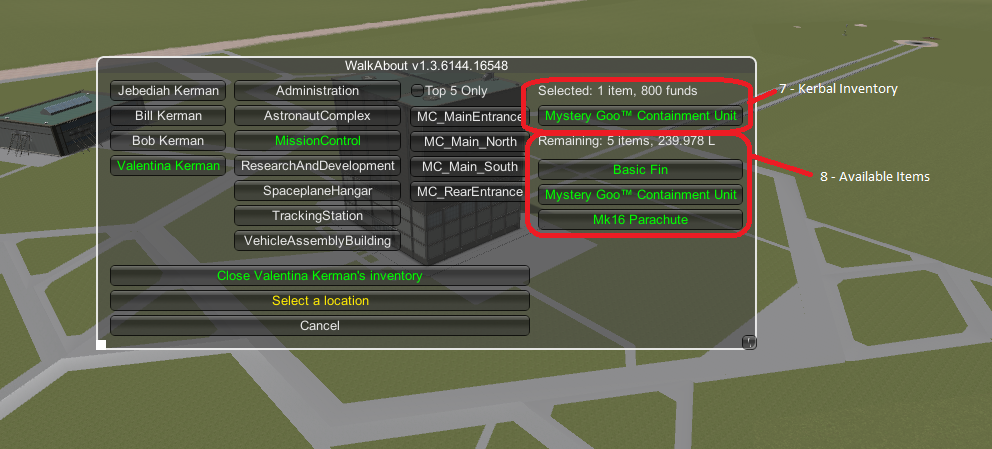 WalkAbout v1.3.6144.16548
Jebediah Kerman
Bill Kerman
Bob Kerman
Valentina Kerman
Administration
AstronautComplex
MissionControl
ResearchAndDevelopment
SpaceplaneHangar
TrackingStation
VehicleAssemblyBuilding
Top 5 Only
MC_MainEntrance
MC_Main_North
MC_Main_South
MC_RearEntrance
Selected: 1 item, 800 funds
Mystery Goo™ Containment Unit
Remaining: 5 items, 239.978 L
Basic Fin
Mystery Goo™ Containment Unit
Mk16 Parachute
Close Valentina Kerman's inventory
Select a location
Cancel
7 - Kerbal Inventory
8 - Available Items